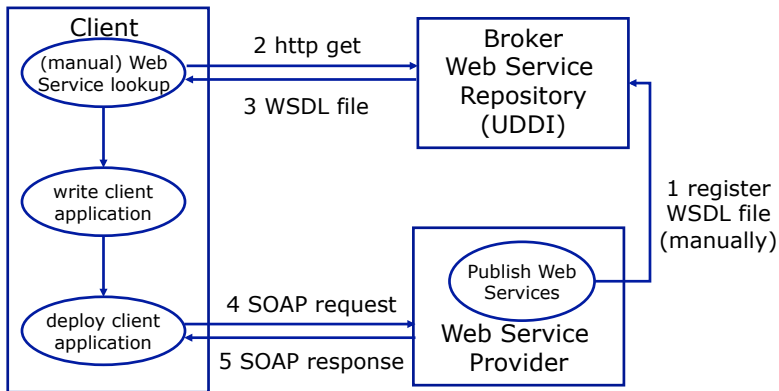 Client
(manual) Web
Service lookup
2 http get
3 WSDL file
Broker
Web Service
Repository
(UDDI)
write client
application
1 register
WSDL file
(manually)
deploy client
application
4 SOAP request
5 SOAP response
Publish Web
Services
Web Service
Provider